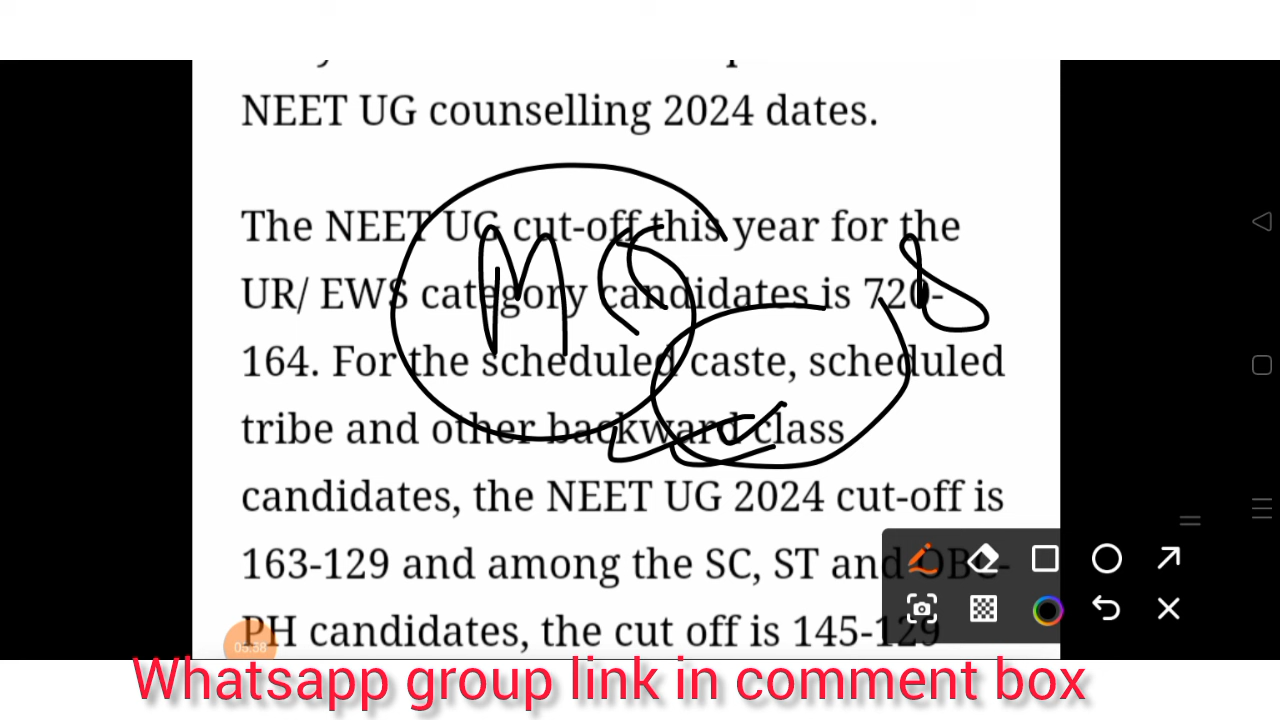 NEET UG counselling 2024 dates.
The NEET UG cut-off this year for the
UR/ EWS category candidates is 720-
164. For the scheduled caste, scheduled
tribe and other backward class
candidates, the NEET UG 2024 cut-off is
163-129 and among the SC, ST and OBC-
PH candidates, the cut off is 145-129
05:58
Whatsapp group link in comment box